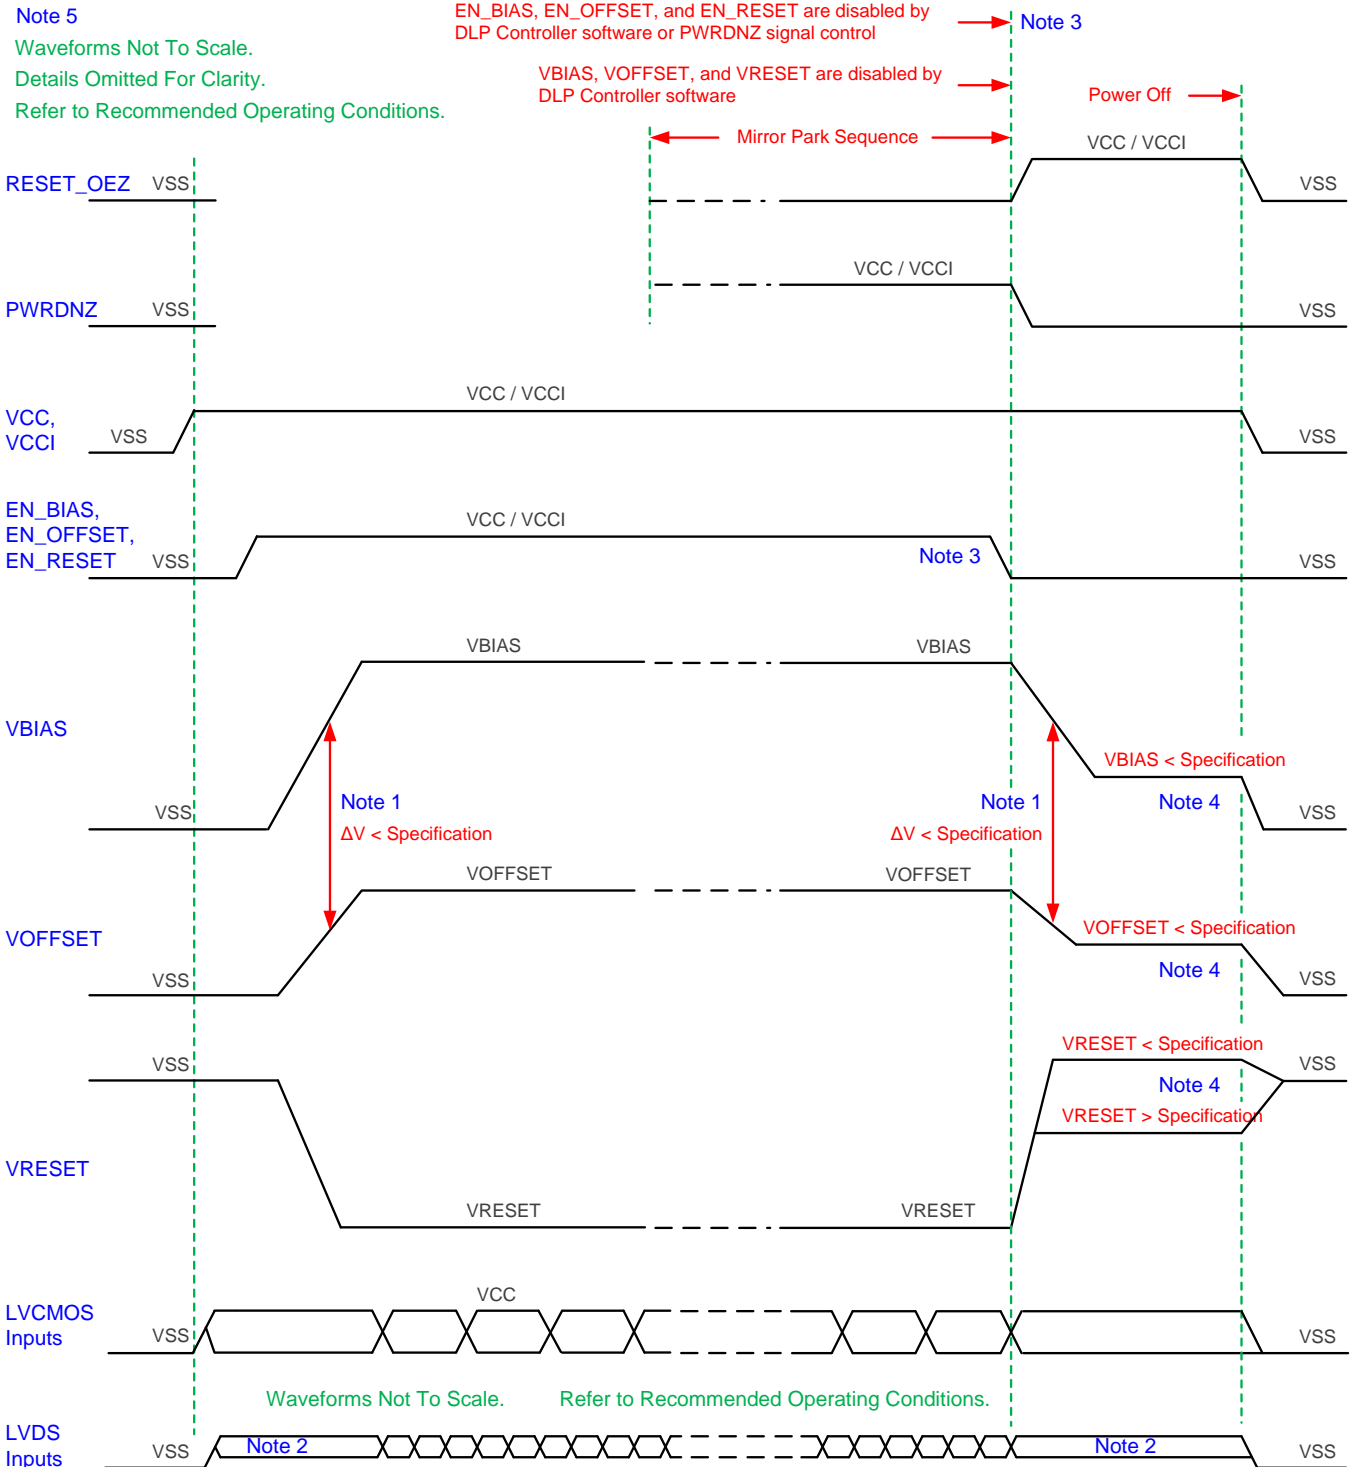 Note 5
Waveforms Not To Scale.
Details Omitted For Clarity.
Refer to Recommended Operating Conditions.
EN_BIAS, EN_OFFSET, and EN_RESET are disabled by
DLP Controller software or PWRDNZ signal control
Note 3
VBIAS, VOFFSET, and VRESET are disabled by
DLP Controller software
Power Off
Mirror Park Sequence
VCC / VCCI
RESET_OEZ
VSS
VSS
VCC / VCCI
PWRDNZ
VSS
VSS
VCC / VCCI
VCC,
VCCI
VSS
VSS
EN_BIAS,
EN_OFFSET,
EN_RESET
VSS
VCC / VCCI
Note 3
VSS
VBIAS
VBIAS
VBIAS
VBIAS < Specification
Note 4
VSS
Note 1
ΔV < Specification
Note 1
ΔV < Specification
VSS
VOFFSET
VOFFSET
VOFFSET
VOFFSET < Specification
Note 4
VSS
VSS
VSS
VRESET < Specification
Note 4
VRESET > Specification
VSS
VRESET
VRESET
VRESET
LVCMOS
Inputs
VSS
VCC
VSS
Waveforms Not To Scale.
Refer to Recommended Operating Conditions.
LVDS
Inputs
VSS
Note 2
Note 2
VSS